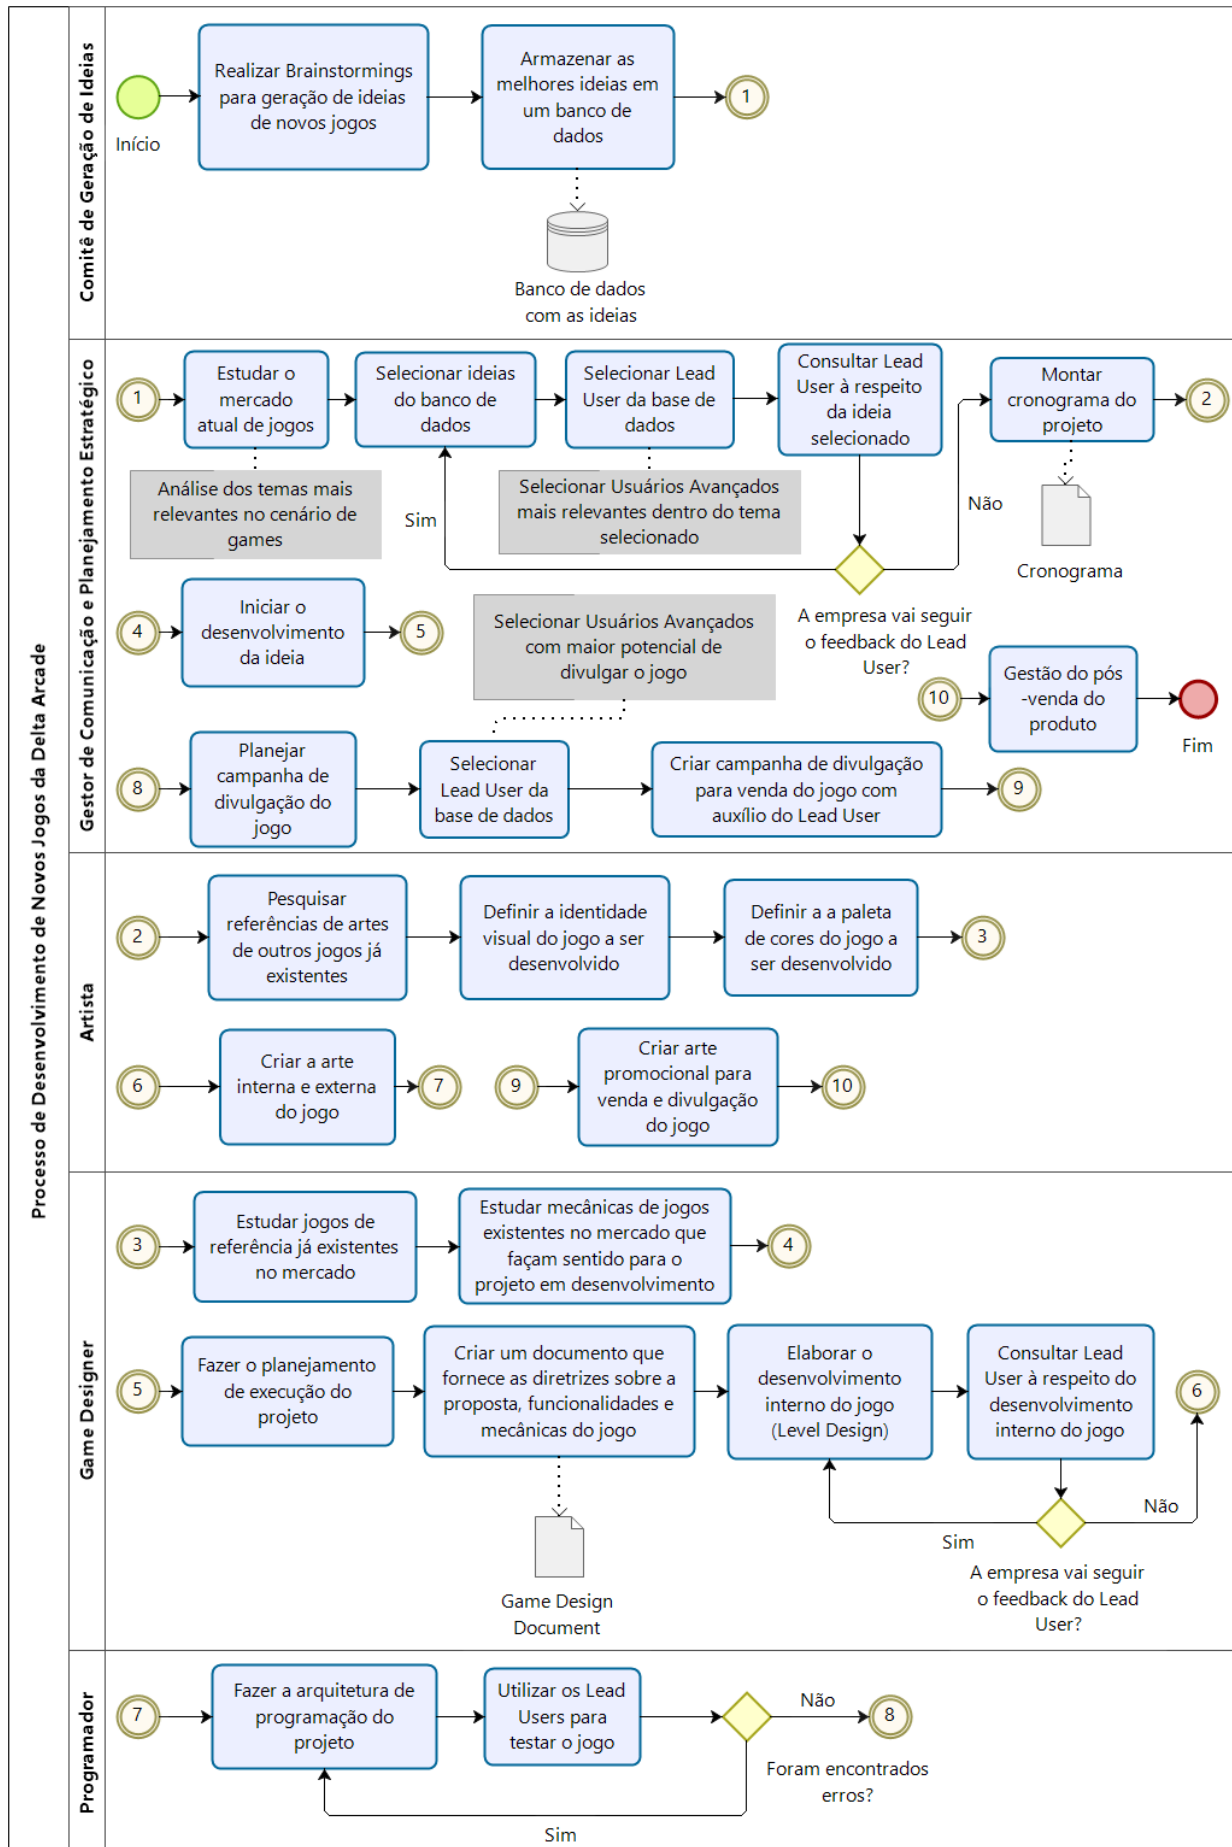 Processo de Desenvolvimento de Novos Jogos da Delta Arcade
Comitê de Geração de Ideias
Início
Realizar Brainstormings
para geração de ideias
de novos jogos
Armazenar as
melhores ideias em
um banco de
dados
1
Banco de dados
com as ideias
Gestor de Comunicação e Planejamento Estratégico
1
Estudar o
mercado
atual de jogos
Selecionar ideias
do banco de
dados
Selecionar Lead
User da base de
dados
Consultar Lead
User à respeito
da ideia
selecionado
Montar
cronograma do
projeto
2
Análise dos temas mais
relevantes no cenário de
games
Sim
Selecionar Usuários Avançados
mais relevantes dentro do tema
selecionado
Não
Cronograma
A empresa vai seguir
o feedback do Lead
User?
4
Iniciar o
desenvolvimento
da ideia
5
Selecionar Usuários Avançados
com maior potencial de
divulgar o jogo
10
Gestão do pós
-venda do
produto
Fim
8
Planejar
campanha de
divulgação do
jogo
Selecionar
Lead User da
base de dados
Criar campanha de divulgação
para venda do jogo com
auxílio do Lead User
9
Artista
2
Pesquisar
referências de artes
de outros jogos já
existentes
Definir a identidade
visual do jogo a ser
desenvolvido
Definir a a paleta
de cores do jogo a
ser desenvolvido
3
6
Criar a arte
interna e externa
do jogo
7
9
Criar arte
promocional para
venda e divulgação
do jogo
10
Game Designer
3
Estudar jogos de
referência já existentes
no mercado
Estudar mecânicas de jogos
existentes no mercado que
façam sentido para o
projeto em desenvolvimento
4
5
Fazer o planejamento
de execução do
projeto
Criar um documento que
fornece as diretrizes sobre a
proposta, funcionalidades e
mecânicas do jogo
Elaborar o
desenvolvimento
interno do jogo
(Level Design)
Consultar Lead
User à respeito do
desenvolvimento
interno do jogo
6
Não
Sim
A empresa vai seguir
o feedback do Lead
User?
Game Design
Document
Programador
7
Fazer a arquitetura de
programação do
projeto
Utilizar os Lead
Users para
testar o jogo
Não
8
Foram encontrados
erros?
Sim